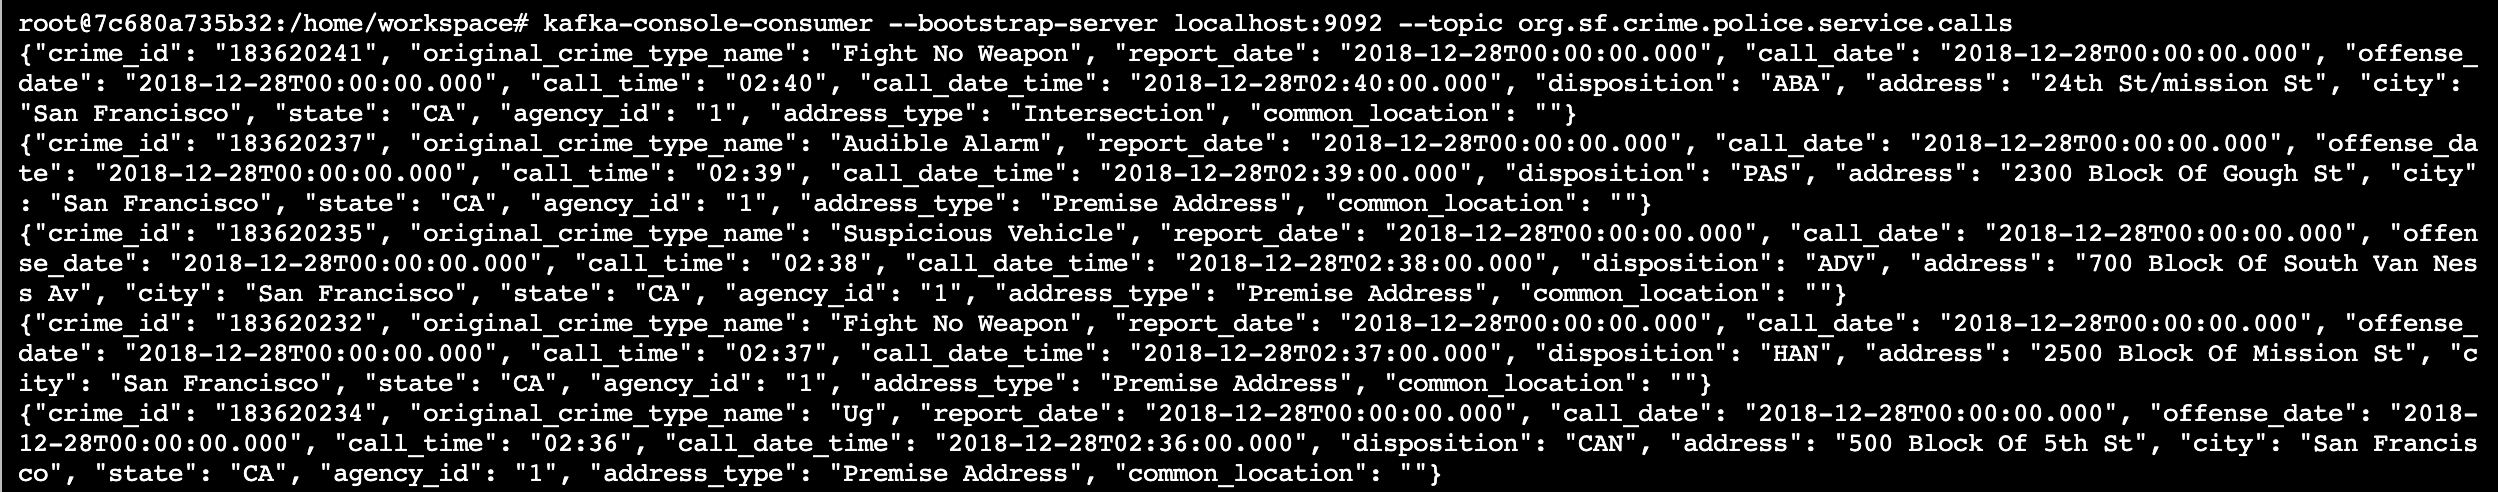 root@7c680a735b32:/home/workspace# kafka-console-consumer --bootstrap-server localhost:9092 --topic org.sf.crime.police.service.calls
{"crime_id": "183620241", "original_crime_type_name": "Fight No Weapon", "report_date": "2018-12-28T00:00:00.000", "call_date": "2018-12-28T00:00:00.000", "offense_
date": "2018-12-28T00:00:00.000", "call_time": "02:40", "call_date_time": "2018-12-28T02:40:00.000", "disposition": "ABA", "address": "24th St/mission St", "city":
"San Francisco", "state": "CA", "agency_id": "1", "address_type": "Intersection", "common_location": ""}
{"crime_id": "183620237", "original_crime_type_name": "Audible Alarm", "report_date": "2018-12-28T00:00:00.000", "call_date": "2018-12-28T00:00:00.000", "offense_da
te": "2018-12-28T00:00:00.000", "call_time": "02:39", "call_date_time": "2018-12-28T02:39:00.000", "disposition": "PAS", "address": "2300 Block Of Gough St", "city"
: "San Francisco", "state": "CA", "agency_id": "1", "address_type": "Premise Address", "common_location": ""}
{"crime_id": "183620235", "original_crime_type_name": "Suspicious Vehicle", "report_date": "2018-12-28T00:00:00.000", "call_date": "2018-12-28T00:00:00.000", "offen
se_date": "2018-12-28T00:00:00.000", "call_time": "02:38", "call_date_time": "2018-12-28T02:38:00.000", "disposition": "ADV", "address": "700 Block Of South Van Nes
s Av", "city": "San Francisco", "state": "CA", "agency_id": "1", "address_type": "Premise Address", "common_location": ""}
{"crime_id": "183620232", "original_crime_type_name": "Fight No Weapon", "report_date": "2018-12-28T00:00:00.000", "call_date": "2018-12-28T00:00:00.000", "offense_
date": "2018-12-28T00:00:00.000", "call_time": "02:37", "call_date_time": "2018-12-28T02:37:00.000", "disposition": "HAN", "address": "2500 Block Of Mission St", "c
ity": "San Francisco", "state": "CA", "agency_id": "1", "address_type": "Premise Address", "common_location": ""}
{"crime_id": "183620234", "original_crime_type_name": "Ug", "report_date": "2018-12-28T00:00:00.000", "call_date": "2018-12-28T00:00:00.000", "offense_date": "2018-
12-28T00:00:00.000", "call_time": "02:36", "call_date_time": "2018-12-28T02:36:00.000", "disposition": "CAN", "address": "500 Block Of 5th St", "city": "San Francis
co", "state": "CA", "agency_id": "1", "address_type": "Premise Address", "common_location": ""}